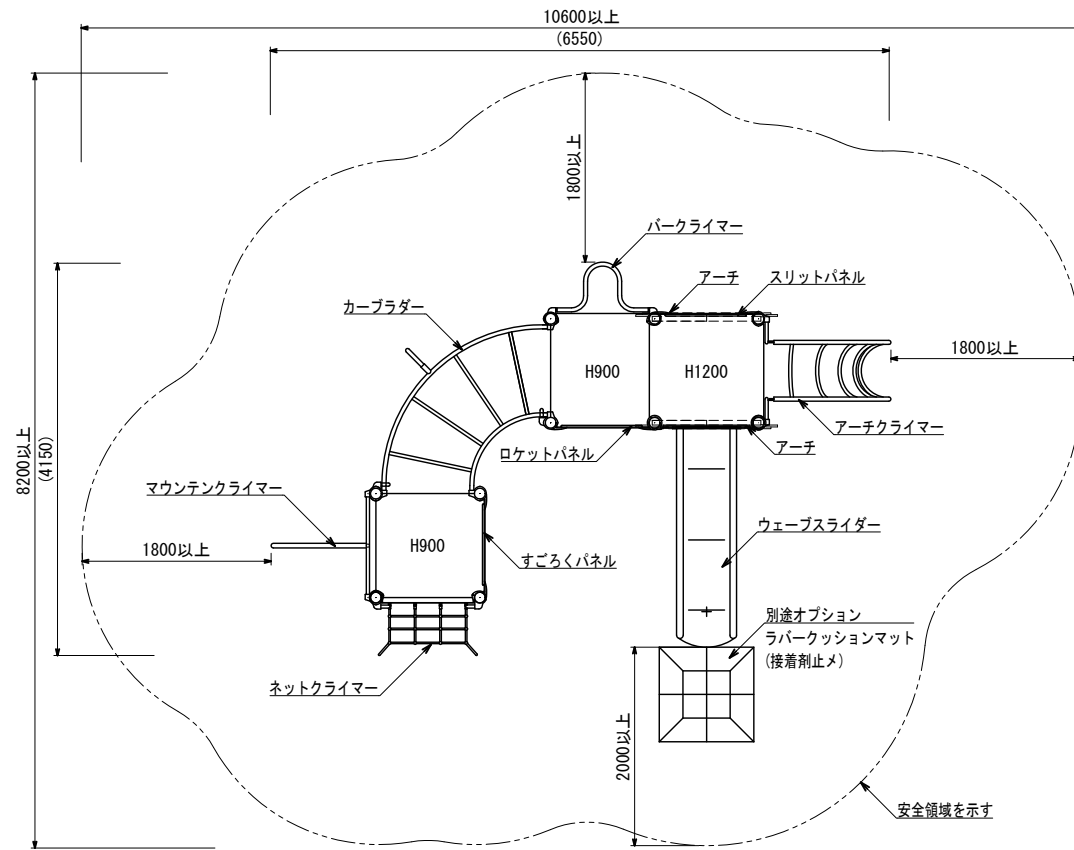 10600以上
(6550)
1800以上
バークライマー
アーチ
スリットパネル
カーブラダー
1800以上
H900
H1200
アーチクライマー
8200以上
(4150)
ロケットパネル
アーチ
マウンテンクライマー
ウェーブスライダー
1800以上
H900
すごろくパネル
別途オプション
ラバークッションマット
(接着剤止メ)
ネットクライマー
2000以上
安全領域を示す